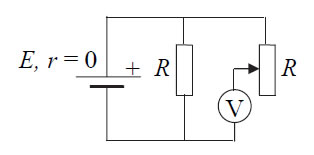 E, r = 0 + R V R